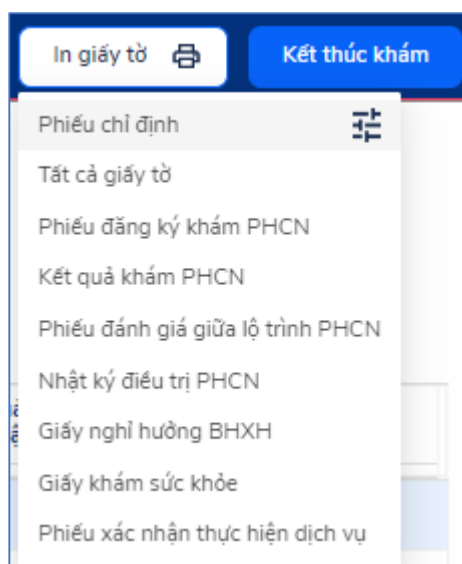 In giấy tờ
Kết thúc khám
Phiếu chỉ định
Tất cả giấy tờ
Phiếu đăng ký khám PHCN
Kết quả khám PHCN
Phiếu đánh giá giữa lộ trình PHCN
Nhật ký điều trị PHCN
Giấy nghỉ hưởng BHXH
Giấy khám sức khỏe
Phiếu xác nhận thực hiện dịch vụ